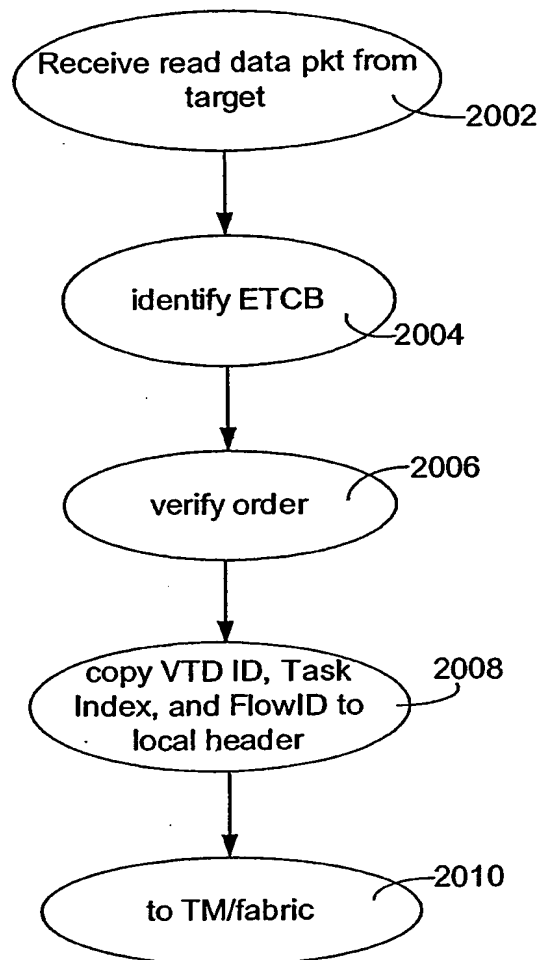 Receive read data pkt from
target
2002
identify ETCB
2004
2006
verify order
copy VTD ID, Task
Index, and FlowID to
local header
2008
2010
to TM/fabric